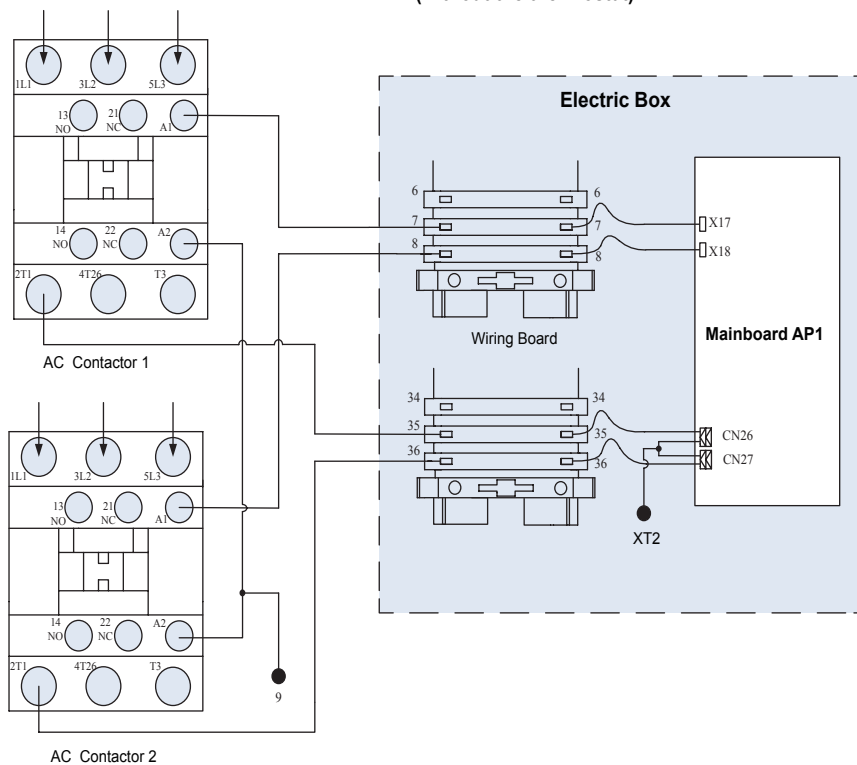 1L1 3L2 5L3
13 NO 21 NC A1
14 NO 22 NC A2
2T1 4T26 T3
AC Contactor 1
1L1 3L2 5L3
13 NO 21 NC A1
14 NO 22 NC A2
2T1 4T26 T3
9
AC Contactor 2
Electric Box
6 6
7 7
8 8
Wiring Board
34 34
35 35
36 36
X17
X18
Mainboard AP1
CN26
CN27
XT2